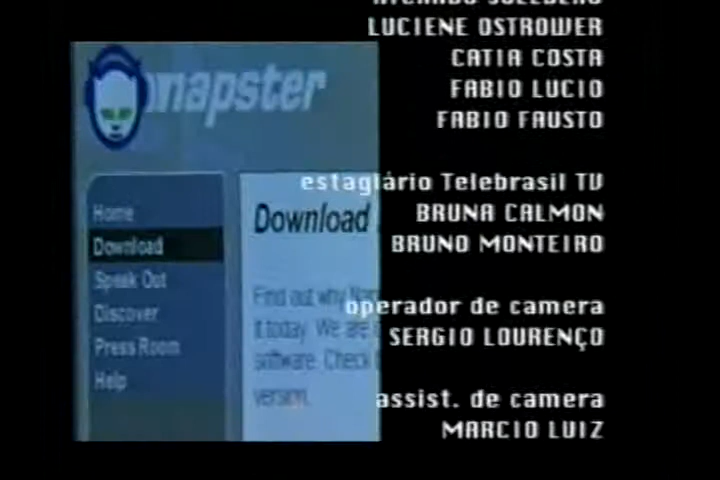 LUCIENE OSTROWER
CATIA COSTA
FABIO LUCIO
FABIO FAUSTO
estagiário Telebrasil TV
BRUNA CALMON
BRUNO MONTEIRO
operador de camera
SERGIO LOURENÇO
assist. de camera
MARCIO LUIZ
napster
Home
Download
Speak Out
Discover
Press Room
Help
Download
Find out why
it today. We are
software. Check
version.